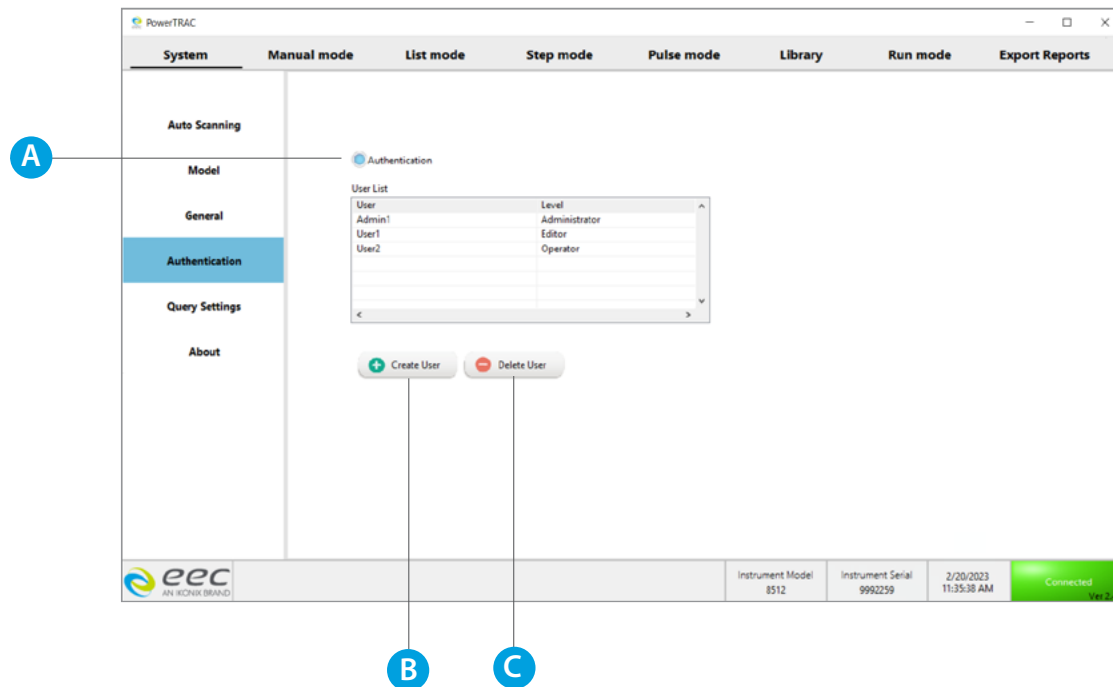 PowerTRAC
System Manual mode List mode Step mode Pulse mode Library Run mode Export Reports
Auto Scanning
A
Authentication
Model
User List
User Level
General
Admin1 Administrator
User1 Editor
User2 Operator
Authentication
Query Settings
About
Create User Delete User
eec
AN IKONIX BRAND
Instrument Model
8512
Instrument Serial
9992259
2/20/2023
11:35:38 AM
Connected
B C